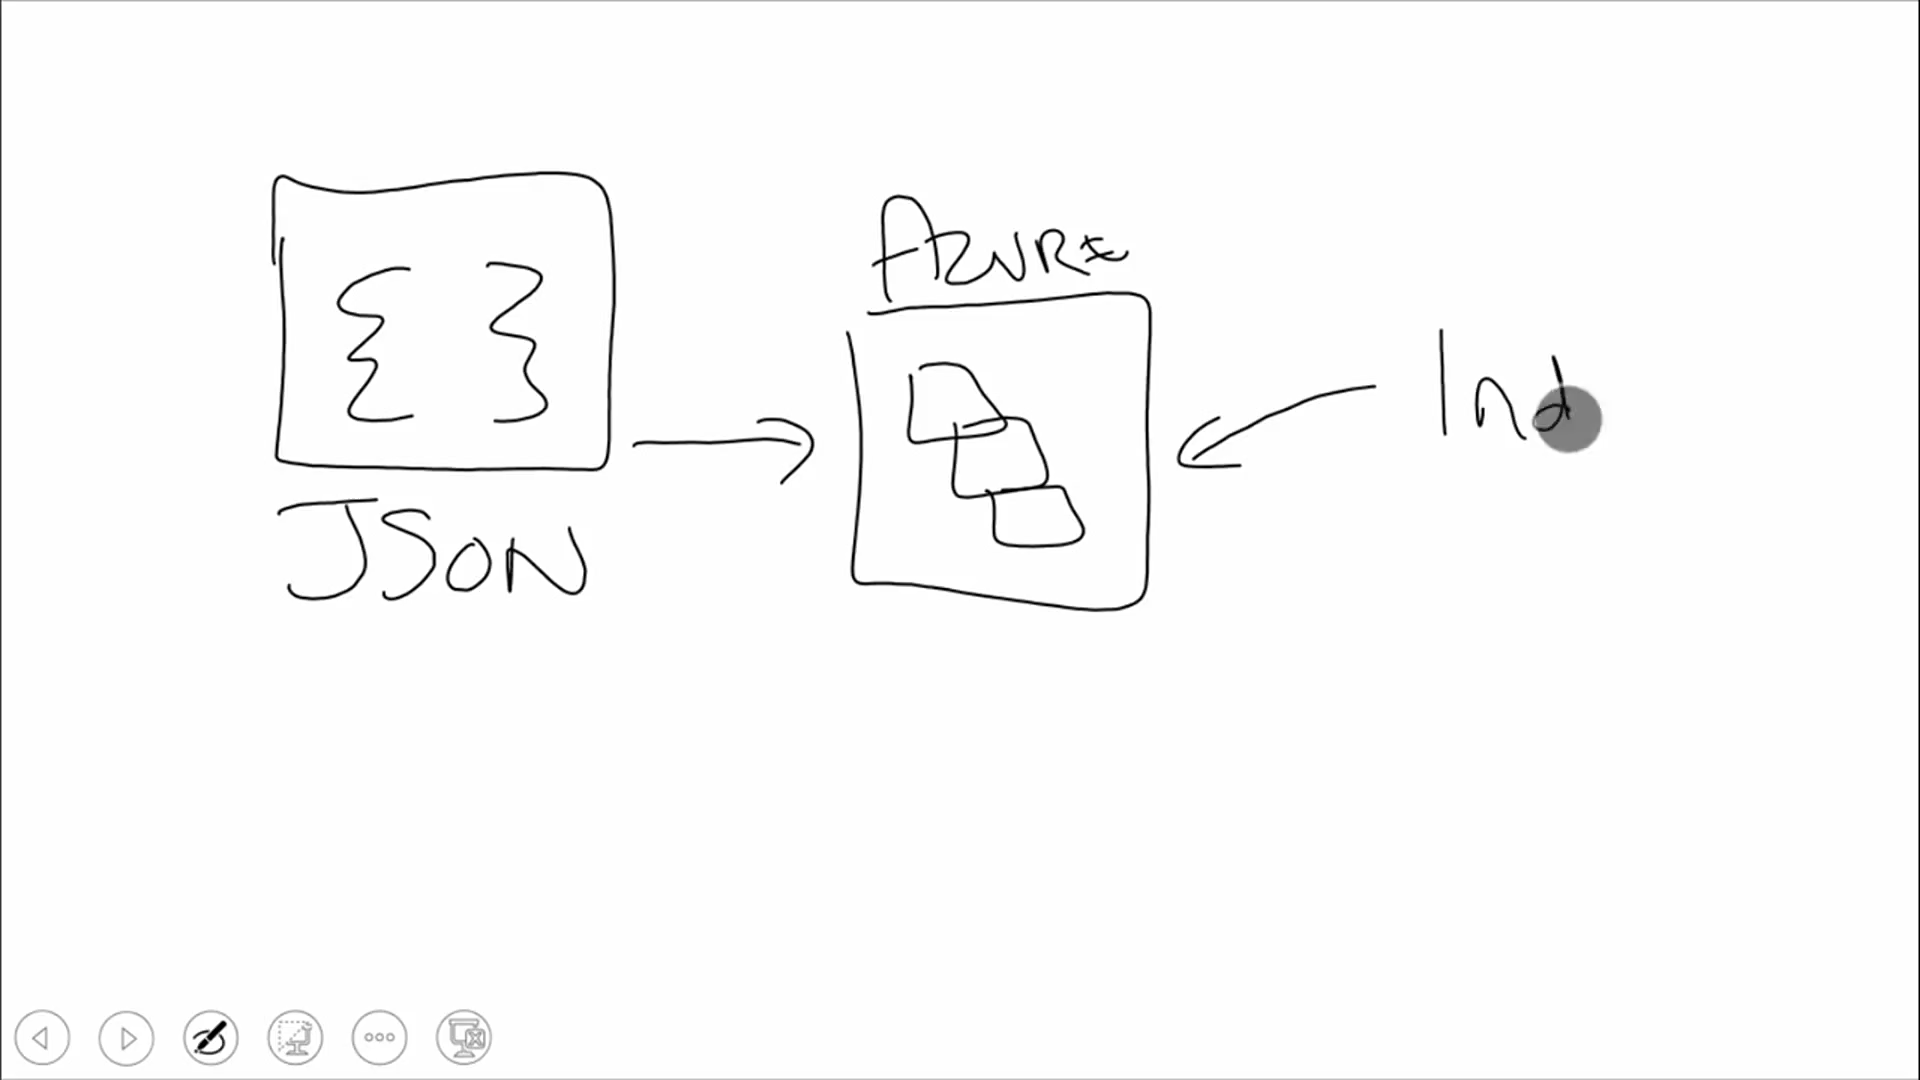 { }
JSON
AZURE
Ind